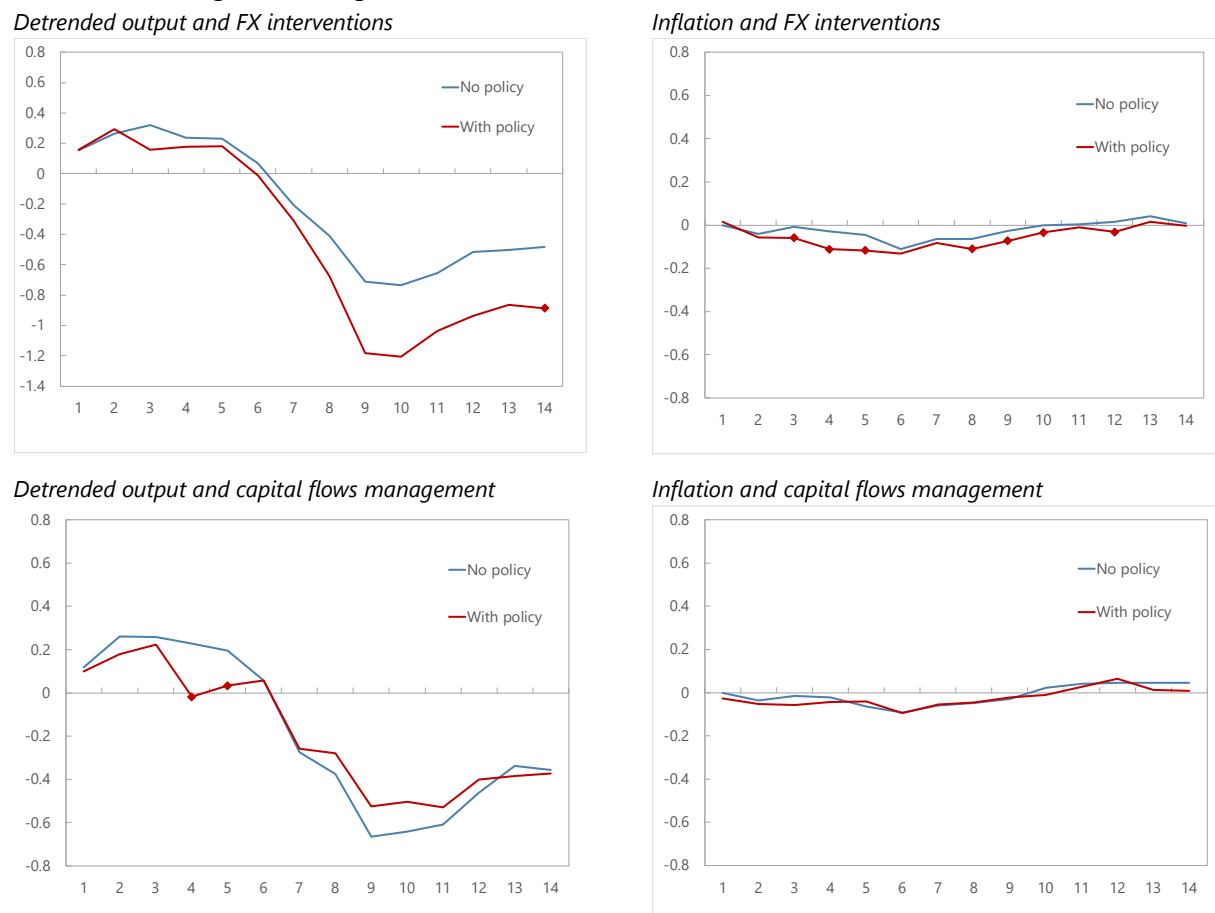 Detrended output and FX interventions
0.8
0.6
0.4
0.2
0
-0.2
-0.4
-0.6
-0.8
-1
-1.2
-1.4
No policy
With policy
1 2 3 4 5 6 7 8 9 10 11 12 13 14
Inflation and FX interventions
0.8
0.6
0.4
0.2
0
-0.2
-0.4
-0.6
-0.8
No policy
With policy
1 2 3 4 5 6 7 8 9 10 11 12 13 14
Detrended output and capital flows management
0.8
0.6
0.4
0.2
0
-0.2
-0.4
-0.6
-0.8
No policy
With policy
1 2 3 4 5 6 7 8 9 10 11 12 13 14
Inflation and capital flows management
0.8
0.6
0.4
0.2
0
-0.2
-0.4
-0.6
-0.8
No policy
With policy
1 2 3 4 5 6 7 8 9 10 11 12 13 14